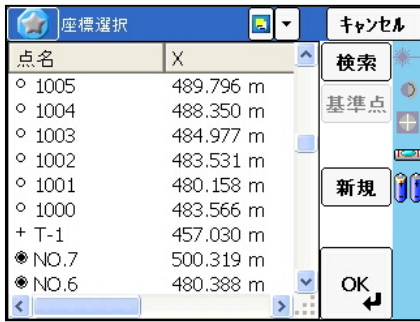 座標選択
キャンセル
点名 X
検索
1005 489.796 m
1004 488.350 m
基準点
1003 484.977 m
1002 483.531 m
1001 480.158 m
新規
1000 483.566 m
T-1 457.030 m
NO.7 500.319 m
NO.6 480.388 m
OK